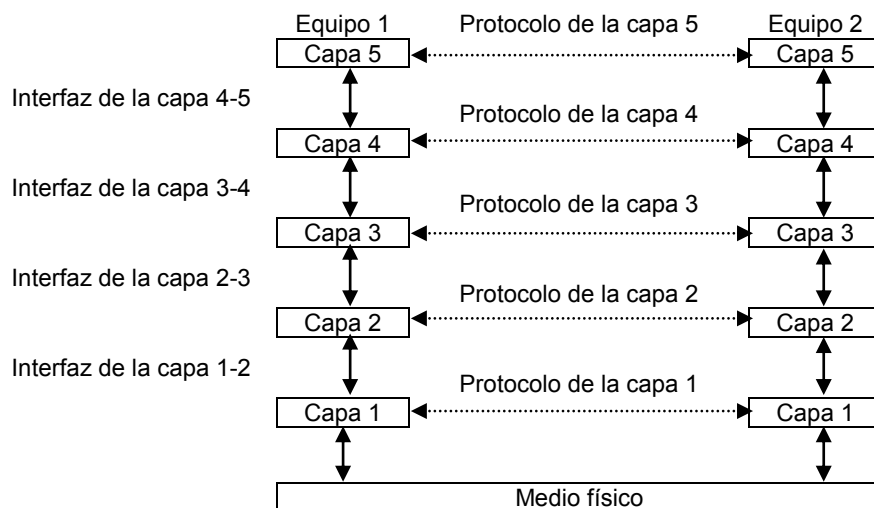 Equipo 1 Protocolo de la capa 5 Equipo 2
Capa 5 Capa 5
Interfaz de la capa 4-5
Protocolo de la capa 4
Capa 4 Capa 4
Interfaz de la capa 3-4
Protocolo de la capa 3
Capa 3 Capa 3
Interfaz de la capa 2-3
Protocolo de la capa 2
Capa 2 Capa 2
Interfaz de la capa 1-2
Protocolo de la capa 1
Capa 1 Capa 1
Medio físico